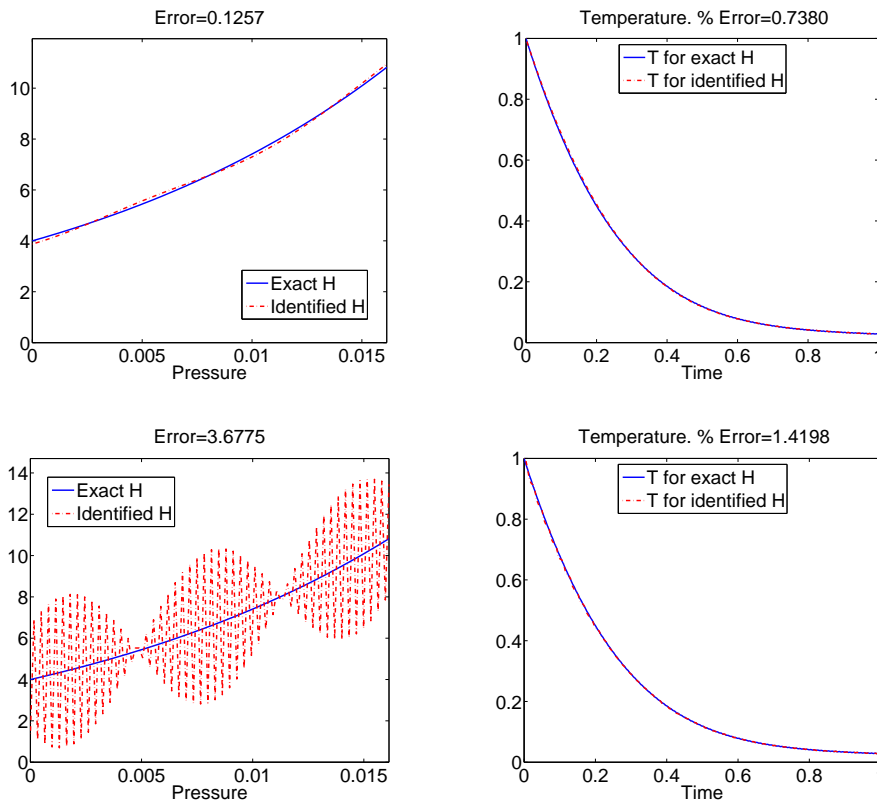 Error=0.1257
10
8
6
4
2
0
0 0.005 0.01 0.015
Pressure
Exact H
Identified H
Temperature. % Error=0.7380
1
0.8
0.6
0.4
0.2
0
0 0.2 0.4 0.6 0.8 1
Time
T for exact H
T for identified H
Error=3.6775
14
12
10
8
6
4
2
0
0 0.005 0.01 0.015
Pressure
Exact H
Identified H
Temperature. % Error=1.4198
1
0.8
0.6
0.4
0.2
0
0 0.2 0.4 0.6 0.8
Time
T for exact H
T for identified H